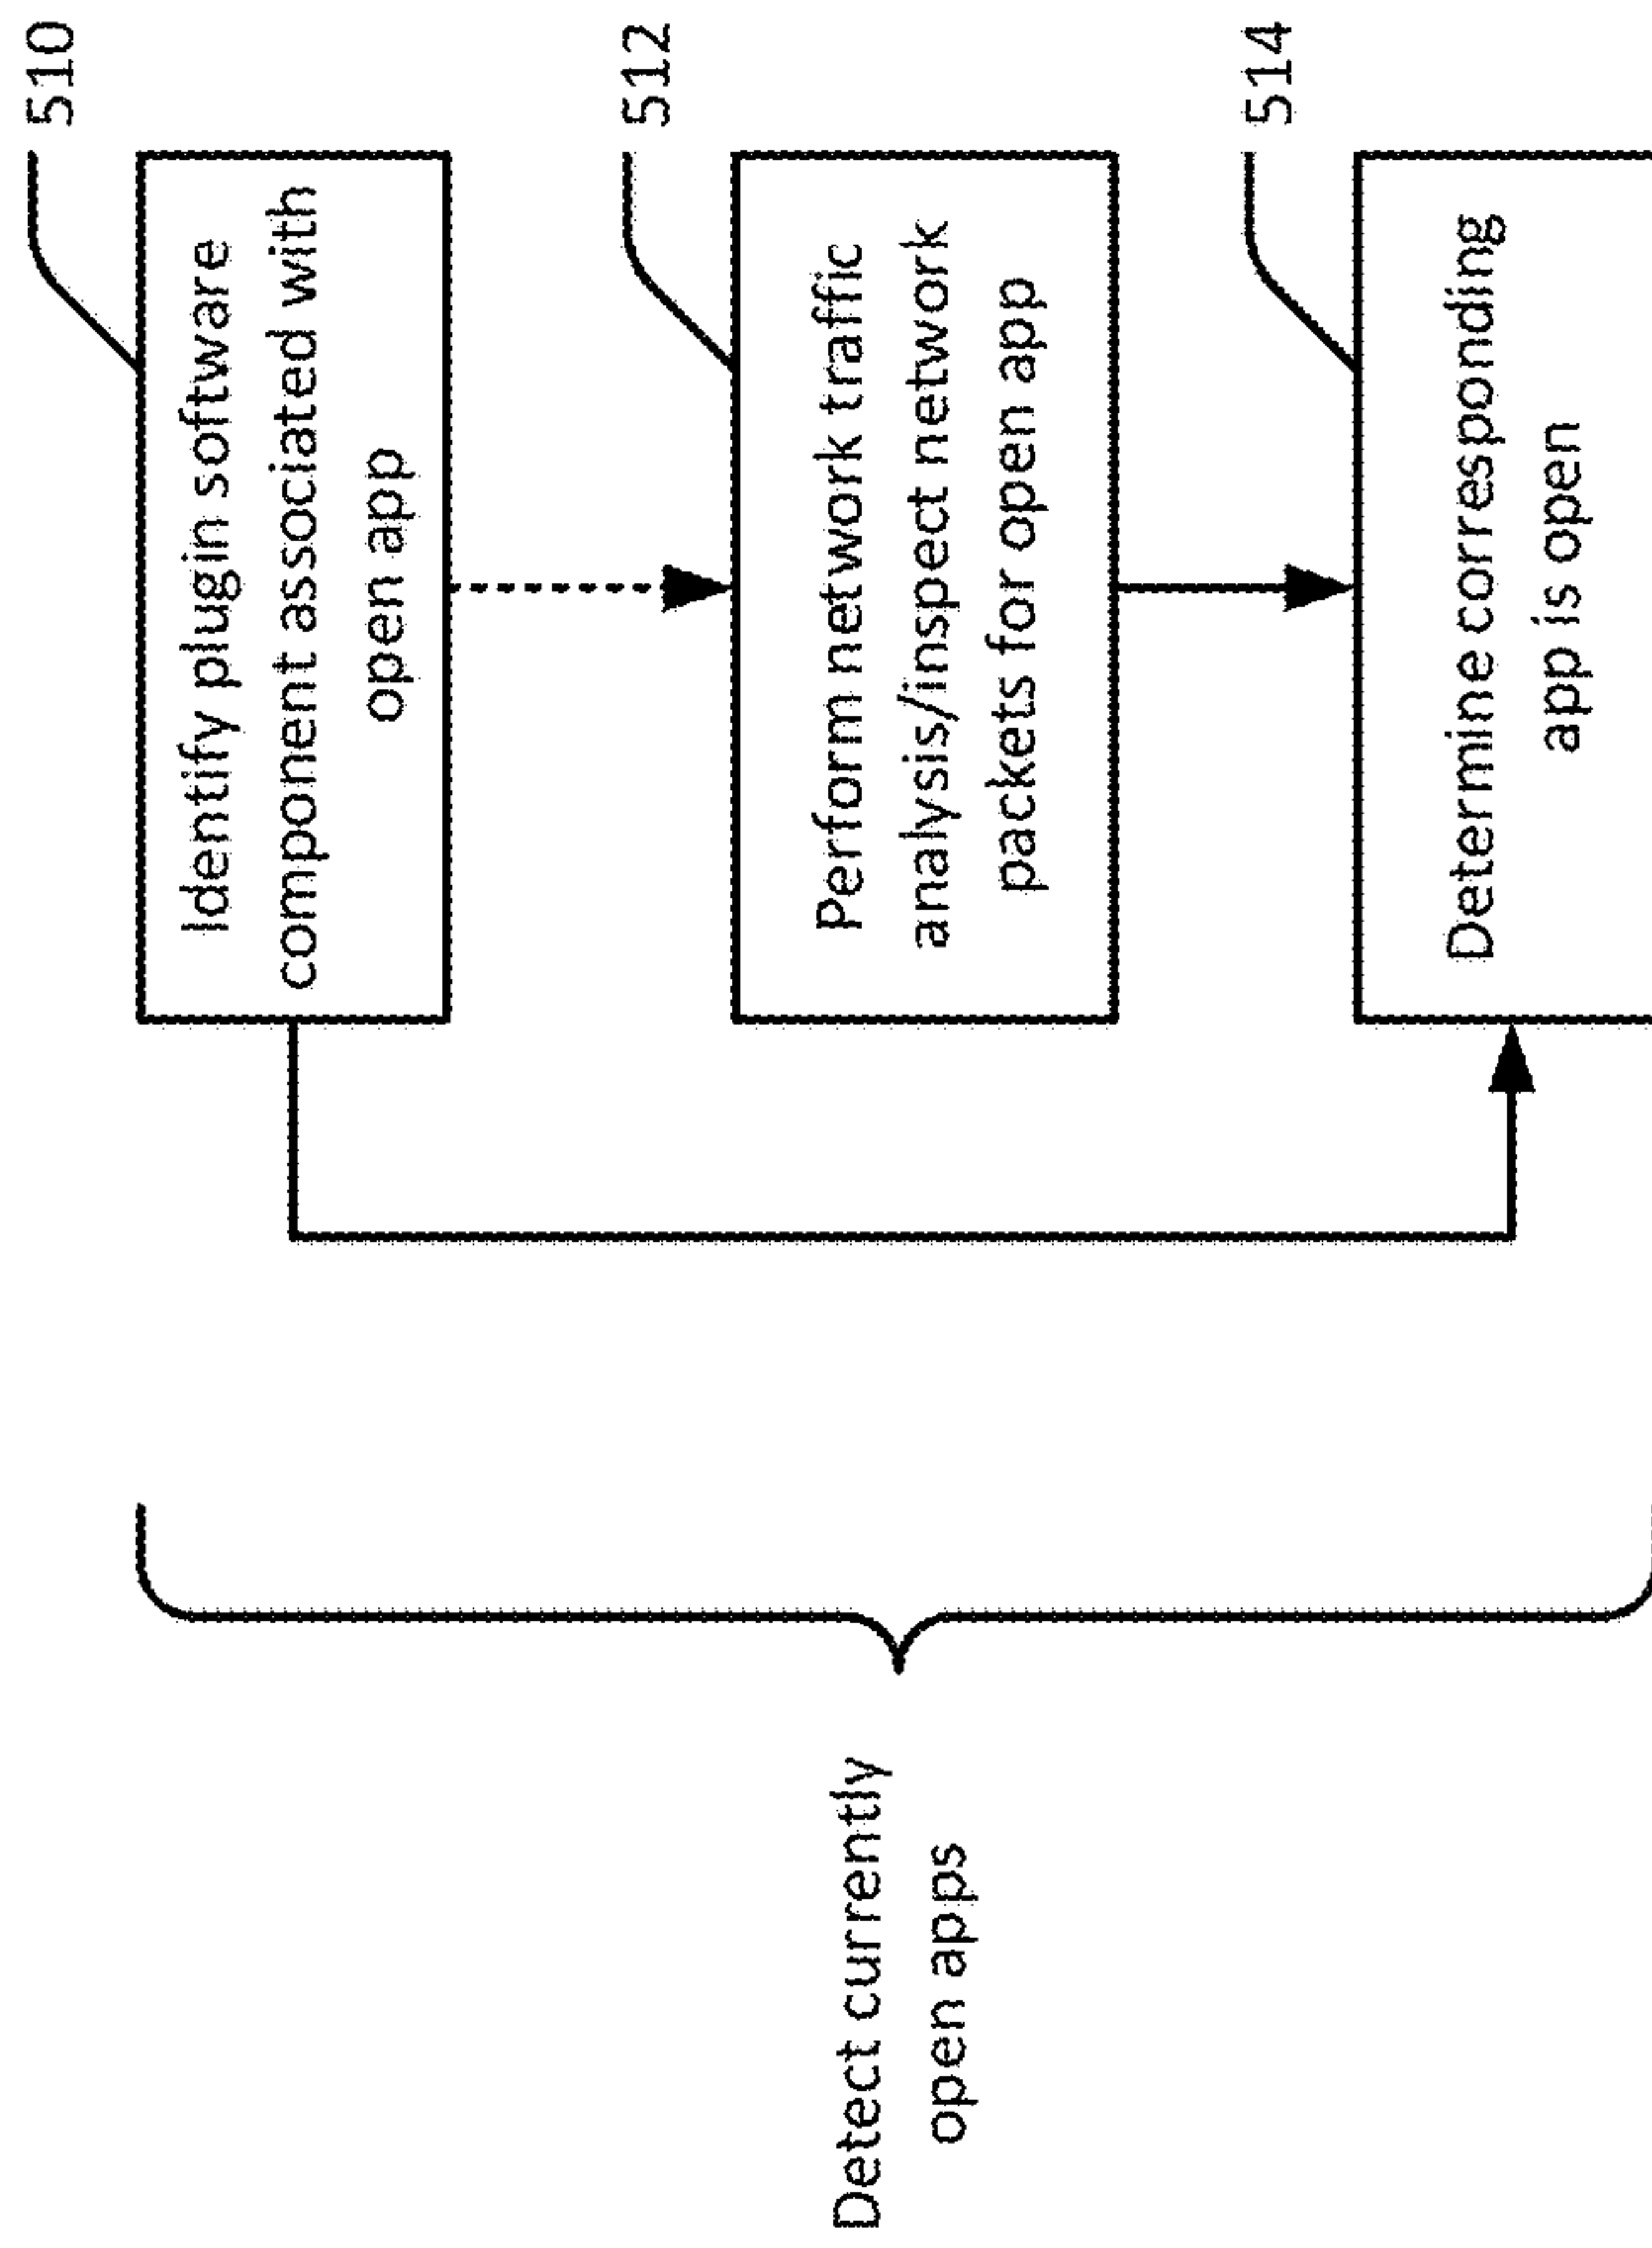 510
Identify plugin software
component associated with
open app
512
Perform network traffic
analysis/inspect network
packets for open app
514
Determine corresponding
app is open
Detect currently
open apps